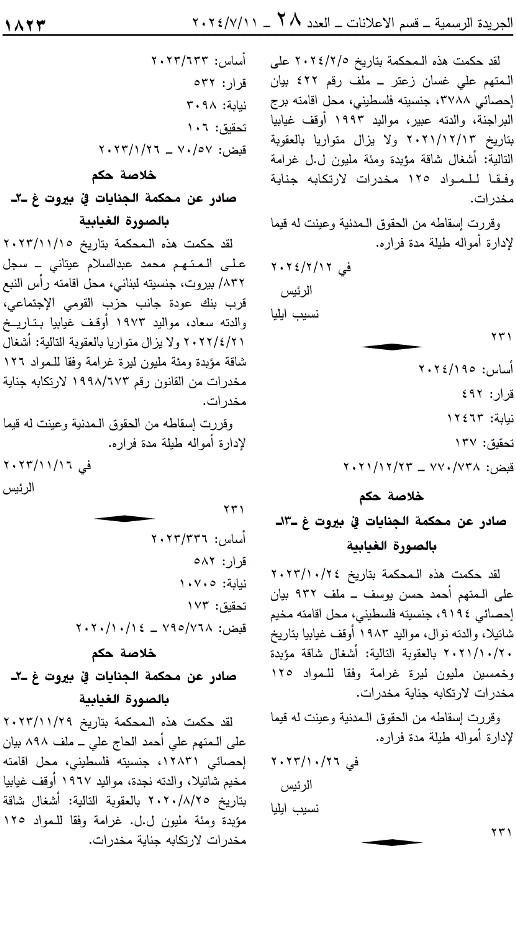 الجريدة الرسمية ــ قسم الاعلانات ــ العدد ٢٨ ــ ٢٠٢٤/٧/١١
١٨٢٣
لقد حكمت هذه المحكمة بتاريخ ٢٠٢٤/٢/٥ على
المتهم علي غسان زعتر ــ ملف رقم ٤٢٢ بيان
إحصائي ٣٧٨٨، جنسيته فلسطيني، محل اقامته برج
البراجنة، والدته عبير، مواليد ١٩٩٣ أوقف غيابيا
بتاريخ ٢٠٢١/١٢/١٣ ولا يزال متواريا بالعقوبة
التالية: أشغال شاقة مؤبدة ومئة مليون ل.ل غرامة
وفقا للمواد ١٢٥ مخدرات لارتكابه جناية
مخدرات.
وقررت إسقاطه من الحقوق المدنية وعينت له قيما
لإدارة أمواله طيلة مدة فراره.
في ٢٠٢٤/٢/١٢
الرئيس
نسيب ايليا
٢٣١
أساس: ٢٠٢٤/١٩٥
قرار: ٤٩٢
نيابة: ١٢٤٦٣
تحقيق: ١٣٧
قبض: ٧٧٠/٧٣٨ ــ ٢٠٢١/١٢/٢٣
خلاصة حكم
صادر عن محكمة الجنايات في بيروت غ ـ١٣ـ
بالصورة الغيابية
لقد حكمت هذه المحكمة بتاريخ ٢٠٢٣/١٠/٢٤
على المتهم أحمد حسن يوسف ــ ملف ٩٣٢ بيان
إحصائي ٩١٩٤، جنسيته فلسطيني، محل اقامته مخيم
شاتيلا، والدته نوال، مواليد ١٩٨٣ أوقف غيابيا بتاريخ
٢٠٢١/١٠/٢٠ بالعقوبة التالية: أشغال شاقة مؤبدة
وخمسين مليون ليرة غرامة وفقا للمواد ١٢٥
مخدرات لارتكابه جناية مخدرات.
وقررت إسقاطه من الحقوق المدنية وعينت له قيما
لإدارة أمواله طيلة مدة فراره.
في ٢٠٢٣/١٠/٢٦
الرئيس
نسيب ايليا
٢٣١
أساس: ٢٠٢٣/٦٣٣
قرار: ٥٣٢
نيابة: ٣٠٩٨
تحقيق: ١٠٦
قبض: ٧٠/٥٧ ــ ٢٠٢٣/١/٢٦
خلاصة حكم
صادر عن محكمة الجنايات في بيروت غ ـ٢ـ
بالصورة الغيابية
لقد حكمت هذه المحكمة بتاريخ ٢٠٢٣/١١/١٥
على المتهم محمد عبدالسلام عيتاني ــ سجل
٨٣٢/ بيروت، جنسيته لبناني، محل اقامته رأس النبع
قرب بنك عودة جانب حزب القومي الإجتماعي،
والدته سعاد، مواليد ١٩٧٣ أوقف غيابيا بتاريخ
٢٠٢٢/٤/٢١ ولا يزال متواريا بالعقوبة التالية: أشغال
شاقة مؤبدة ومئة مليون ليرة غرامة وفقا للمواد ١٢٦
مخدرات من القانون رقم ١٩٩٨/٦٧٣ لارتكابه جناية
مخدرات.
وقررت إسقاطه من الحقوق المدنية وعينت له قيما
لإدارة أمواله طيلة مدة فراره.
في ٢٠٢٣/١١/١٦
الرئيس
٢٣١
أساس: ٢٠٢٣/٣٣٦
قرار: ٥٨٢
نيابة: ١٠٧٠٥
تحقيق: ١٧٣
قبض: ٧٩٥/٧٦٨ ــ ٢٠٢٠/١٠/١٤
خلاصة حكم
صادر عن محكمة الجنايات في بيروت غ ـ٢ـ
بالصورة الغيابية
لقد حكمت هذه المحكمة بتاريخ ٢٠٢٣/١١/٢٩
على المتهم علي أحمد الحاج علي ــ ملف ٨٩٨ بيان
إحصائي ١٢٨٣١، جنسيته فلسطيني، محل اقامته
مخيم شاتيلا، والدته نجدة، مواليد ١٩٦٧ أوقف غيابيا
بتاريخ ٢٠٢٠/٨/٢٥ بالعقوبة التالية: أشغال شاقة
مؤبدة ومئة مليون ل.ل. غرامة وفقا للمواد ١٢٥
مخدرات لارتكابه جناية مخدرات.